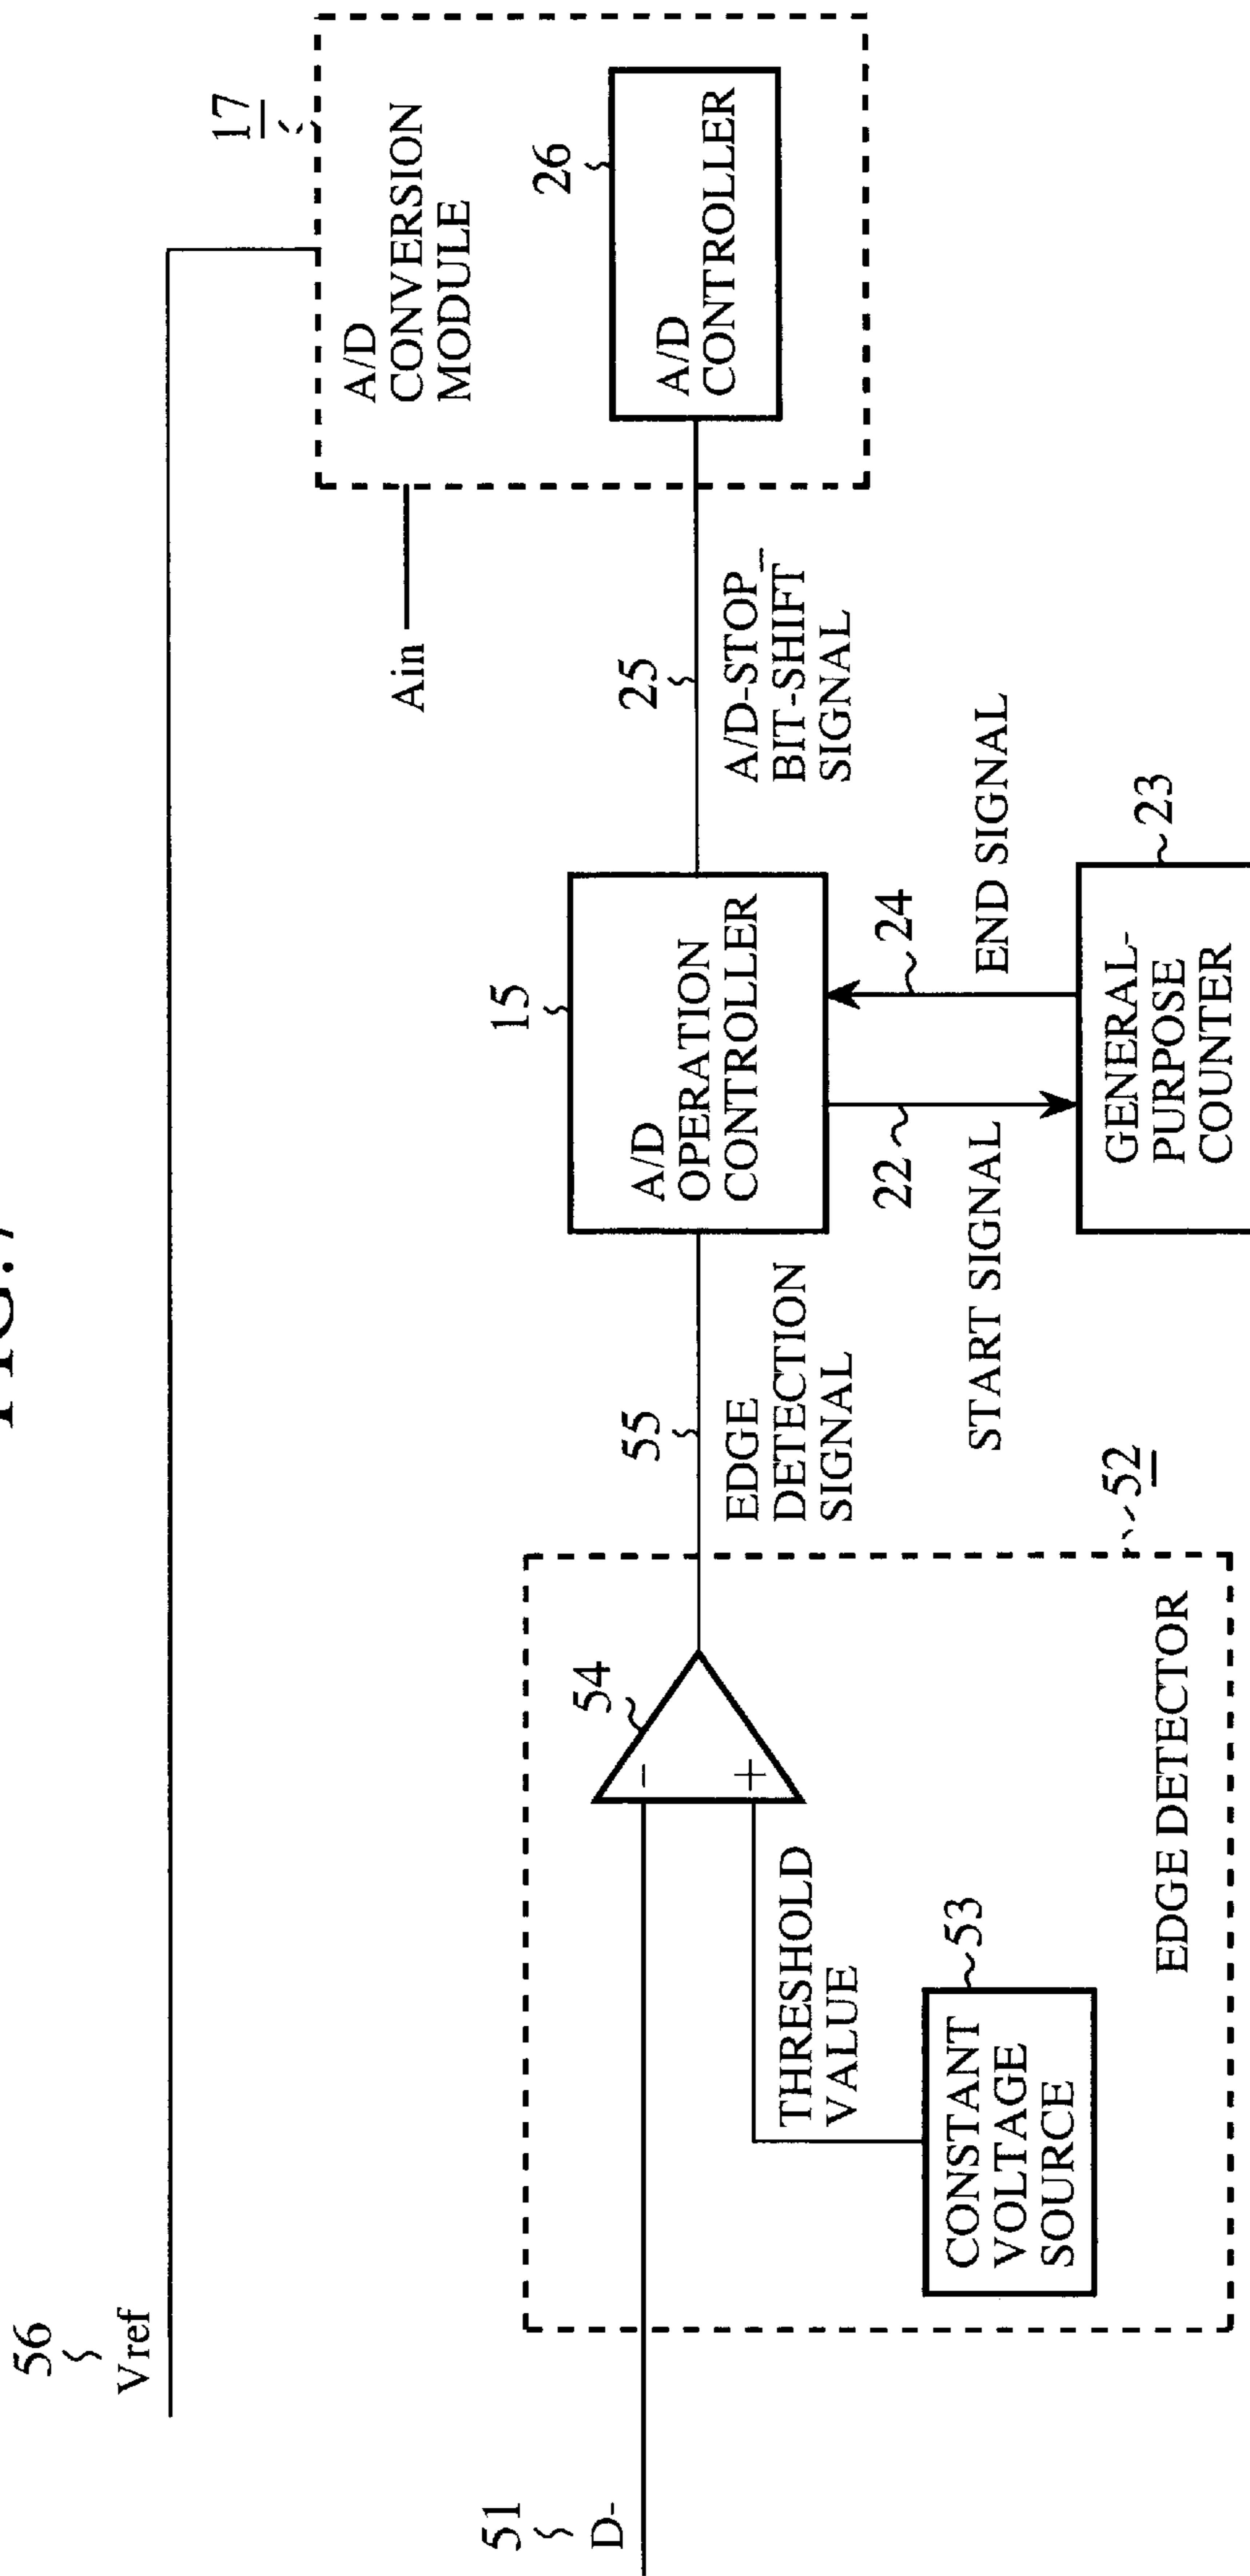 FIG.7
56
Vref
17
A/D
CONVERSION
MODULE
26
A/D
CONTROLLER
Ain
51
D-
54
-
+
THRESHOLD
VALUE
CONSTANT
VOLTAGE
SOURCE
53
EDGE DETECTOR
52
55
EDGE
DETECTION
SIGNAL
15
A/D
OPERATION
CONTROLLER
25
A/D-STOP_
BIT-SHIFT
SIGNAL
START SIGNAL
22
24
END SIGNAL
GENERAL-
PURPOSE
COUNTER
23